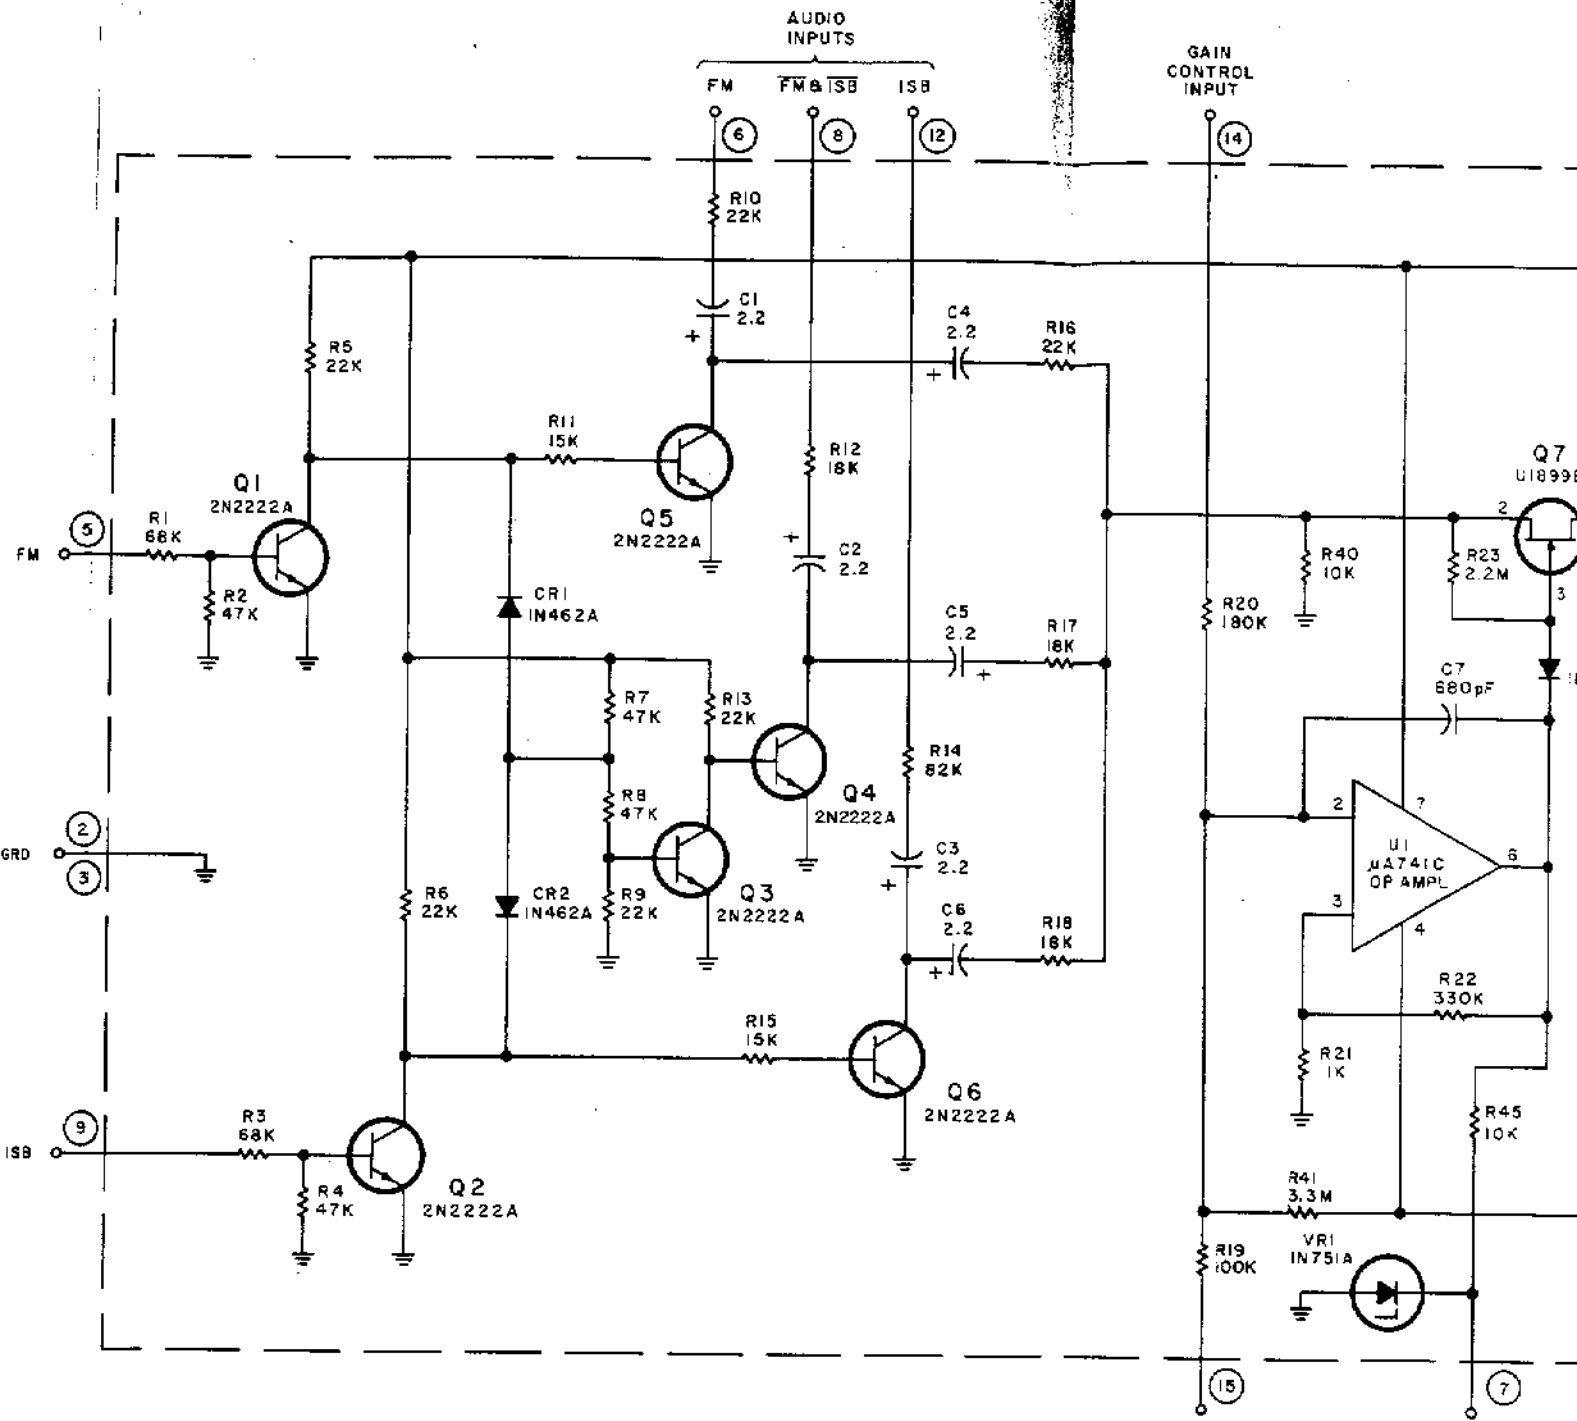 AUDIO
INPUTS
FM
FM & ISB
ISB
6
8
12
GAIN
CONTROL
INPUT
14
R10
22K
C1
2.2
+
C4
2.2
+
R16
22K
R5
22K
R11
15K
Q5
2N2222A
R12
18K
Q7
Q1
2N2222A
5
FM
R1
68K
R2
47K
+
C2
2.2
2
R40
10K
R23
2.2M
3
CR1
1N462A
C5
2.2
+
R17
18K
R20
180K
C7
680pF
R7
47K
R13
22K
R14
82K
Q4
2N2222A
R8
47K
2
7
U1
µA741C
OP AMPL
6
3
4
2
GRD
3
C3
2.2
+
R6
22K
CR2
1N462A
R9
22K
Q3
2N2222A
C6
2.2
+
R18
18K
R22
330K
R15
15K
R21
1K
Q6
2N2222A
9
ISB
R3
68K
R45
10K
R4
47K
Q2
2N2222A
R41
3.3M
R19
100K
VR1
1N751A
15
7